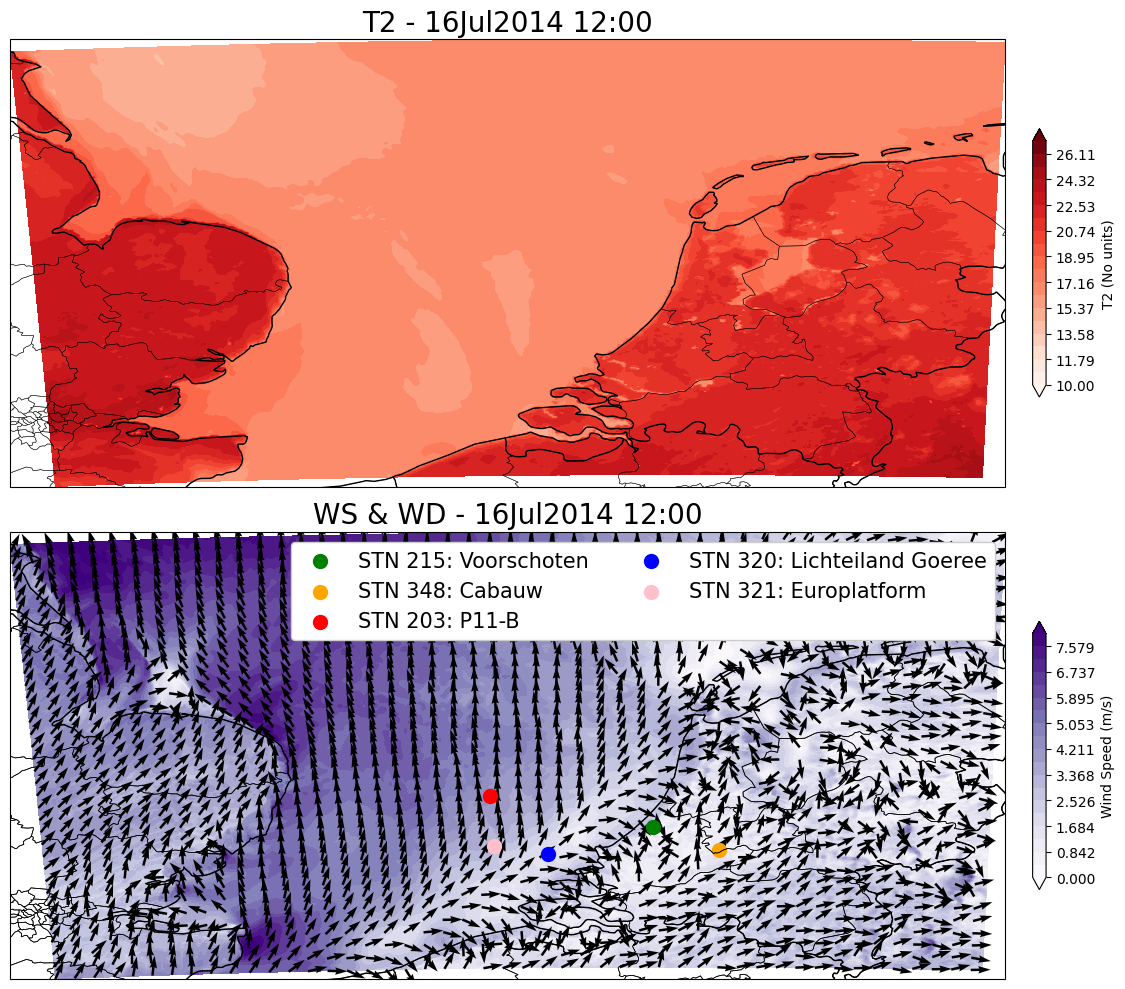 T2 - 16Jul2014 12:00
26.11
24.32
22.53
20.74
18.95
17.16
15.37
13.58
11.79
10.00
T2 (No units)
WS & WD - 16Jul2014 12:00
STN 215: Voorschoten
STN 348: Cabauw
STN 203: P11-B
STN 320: Lichteiland Goeree
STN 321: Europlatform
7.579
6.737
5.895
5.053
4.211
3.368
2.526
1.684
0.842
0.000
Wind Speed (m/s)